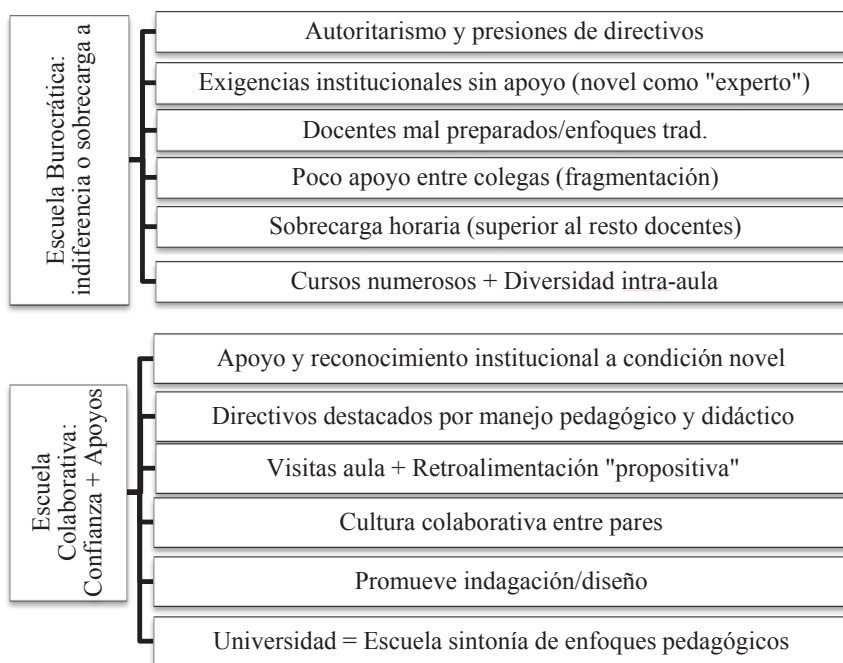 Escuela Burocrática:
indiferencia o sobrecarga a
Autoritarismo y presiones de directivos
Exigencias institucionales sin apoyo (novel como "experto")
Docentes mal preparados/enfoques trad.
Poco apoyo entre colegas (fragmentación)
Sobrecarga horaria (superior al resto docentes)
Cursos numerosos + Diversidad intra-aula
Escuela
Colaborativa:
Confianza + Apoyos
Apoyo y reconocimiento institucional a condición novel
Directivos destacados por manejo pedagógico y didáctico
Visitas aula + Retroalimentación "propositiva"
Cultura colaborativa entre pares
Promueve indagación/diseño
Universidad = Escuela sintonía de enfoques pedagógicos